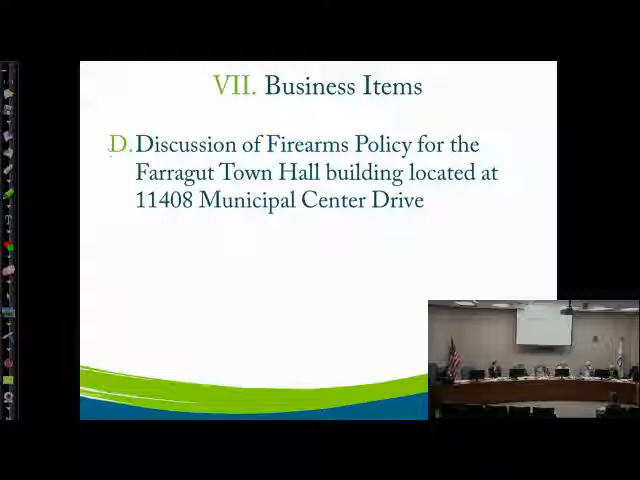 VII. Business Items
D. Discussion of Firearms Policy for the
Farragut Town Hall building located at
11408 Municipal Center Drive